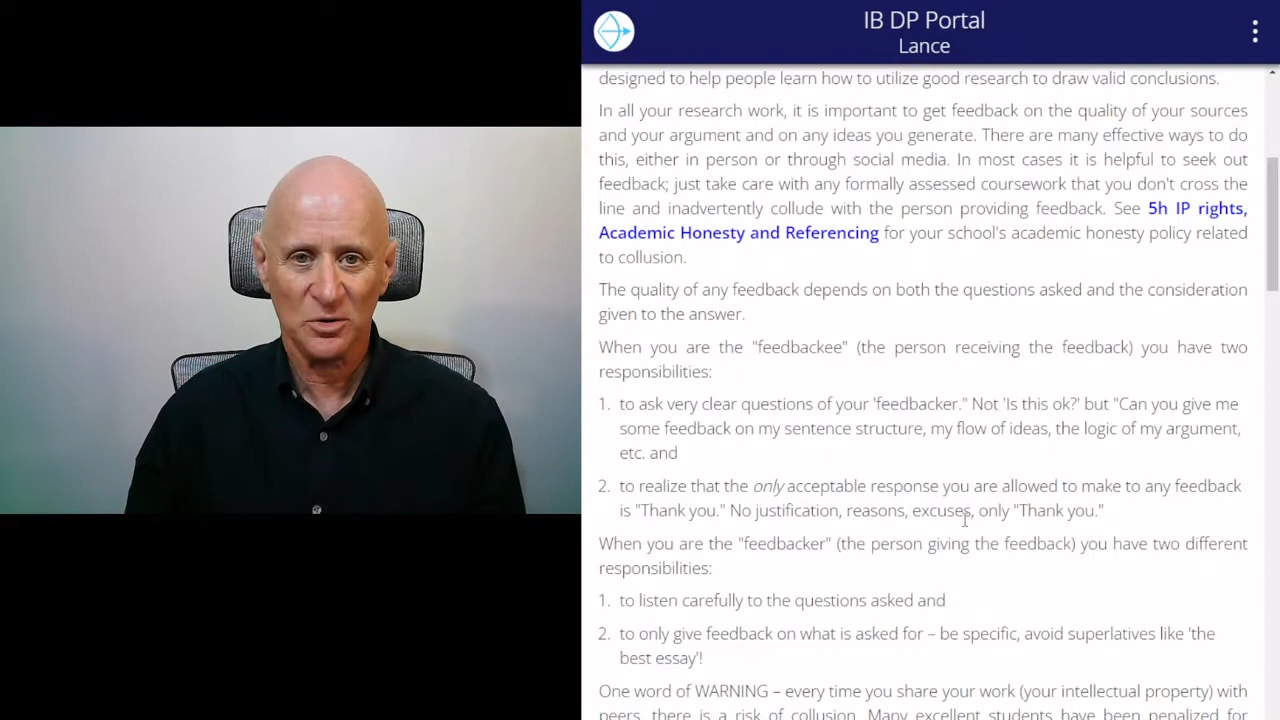 IB DP Portal
Lance
designed to help people learn how to utilize good research to draw valid conclusions.
In all your research work, it is important to get feedback on the quality of your sources
and your argument and on any ideas you generate. There are many effective ways to do
this, either in person or through social media. In most cases it is helpful to seek out
feedback; just take care with any formally assessed coursework that you don't cross the
line and inadvertently collude with the person providing feedback. See 5h IP rights,
Academic Honesty and Referencing for your school's academic honesty policy related
to collusion.
The quality of any feedback depends on both the questions asked and the consideration
given to the answer.
When you are the "feedbackee" (the person receiving the feedback) you have two
responsibilities:
1. to ask very clear questions of your 'feedbacker." Not 'Is this ok?' but "Can you give me
some feedback on my sentence structure, my flow of ideas, the logic of my argument,
etc. and
2. to realize that the only acceptable response you are allowed to make to any feedback
is "Thank you." No justification, reasons, excuses, only "Thank you."
When you are the "feedbacker" (the person giving the feedback) you have two different
responsibilities:
1. to listen carefully to the questions asked and
2. to only give feedback on what is asked for – be specific, avoid superlatives like 'the
best essay'!
One word of WARNING – every time you share your work (your intellectual property) with
peers, there is a risk of collusion. Many excellent students have been penalized for